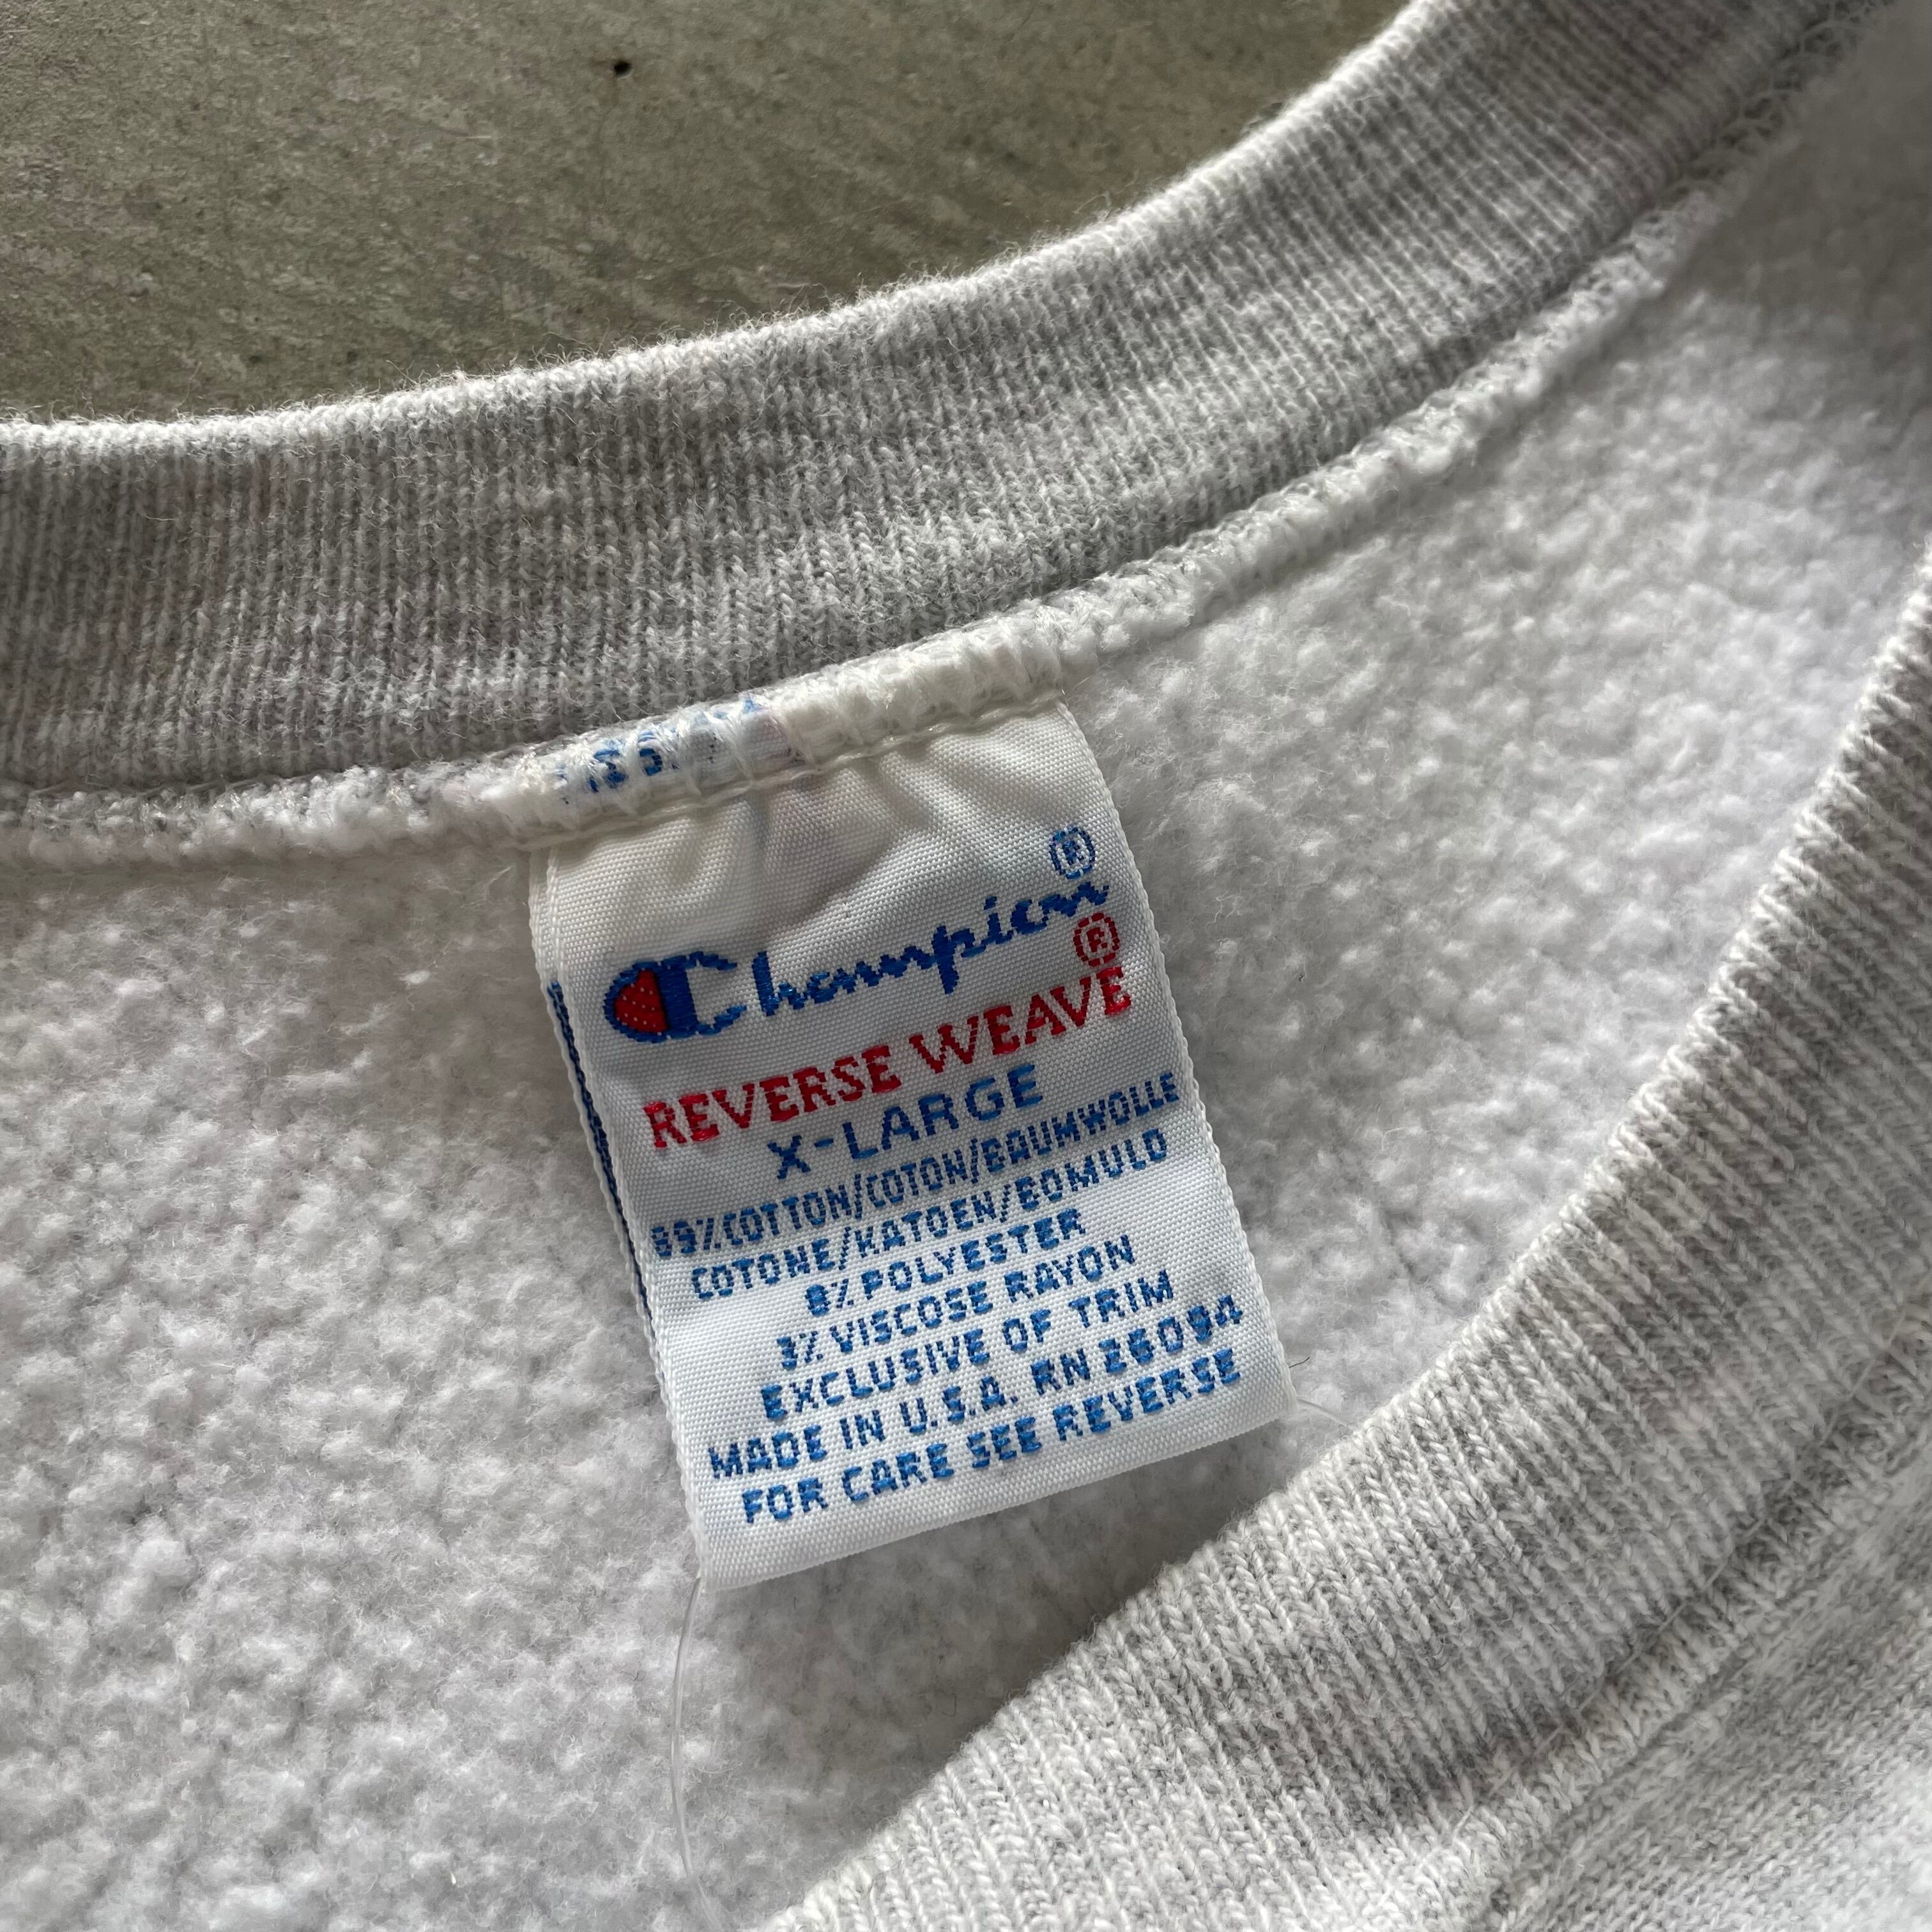 Champion®
REVERSE WEAVE®
X-LARGE
89%COTTON/COTON/BAUMWOLLE
COTONE/KATOEN/BOMULD
8% POLYESTER
3% VISCOSE RAYON
EXCLUSIVE OF TRIM
MADE IN U.S.A. RN 26094
FOR CARE SEE REVERSE